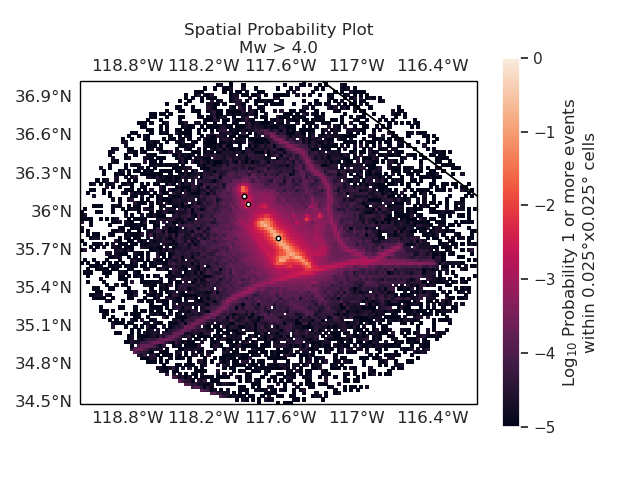 Spatial Probability Plot
Mw > 4.0
118.8°W 118.2°W 117.6°W 117°W 116.4°W
36.9°N
36.6°N
36.3°N
36°N
35.7°N
35.4°N
35.1°N
34.8°N
34.5°N
118.8°W 118.2°W 117.6°W 117°W 116.4°W
0
−1
−2
−3
−4
−5
Log₁₀ Probability 1 or more events
within 0.025°x0.025° cells